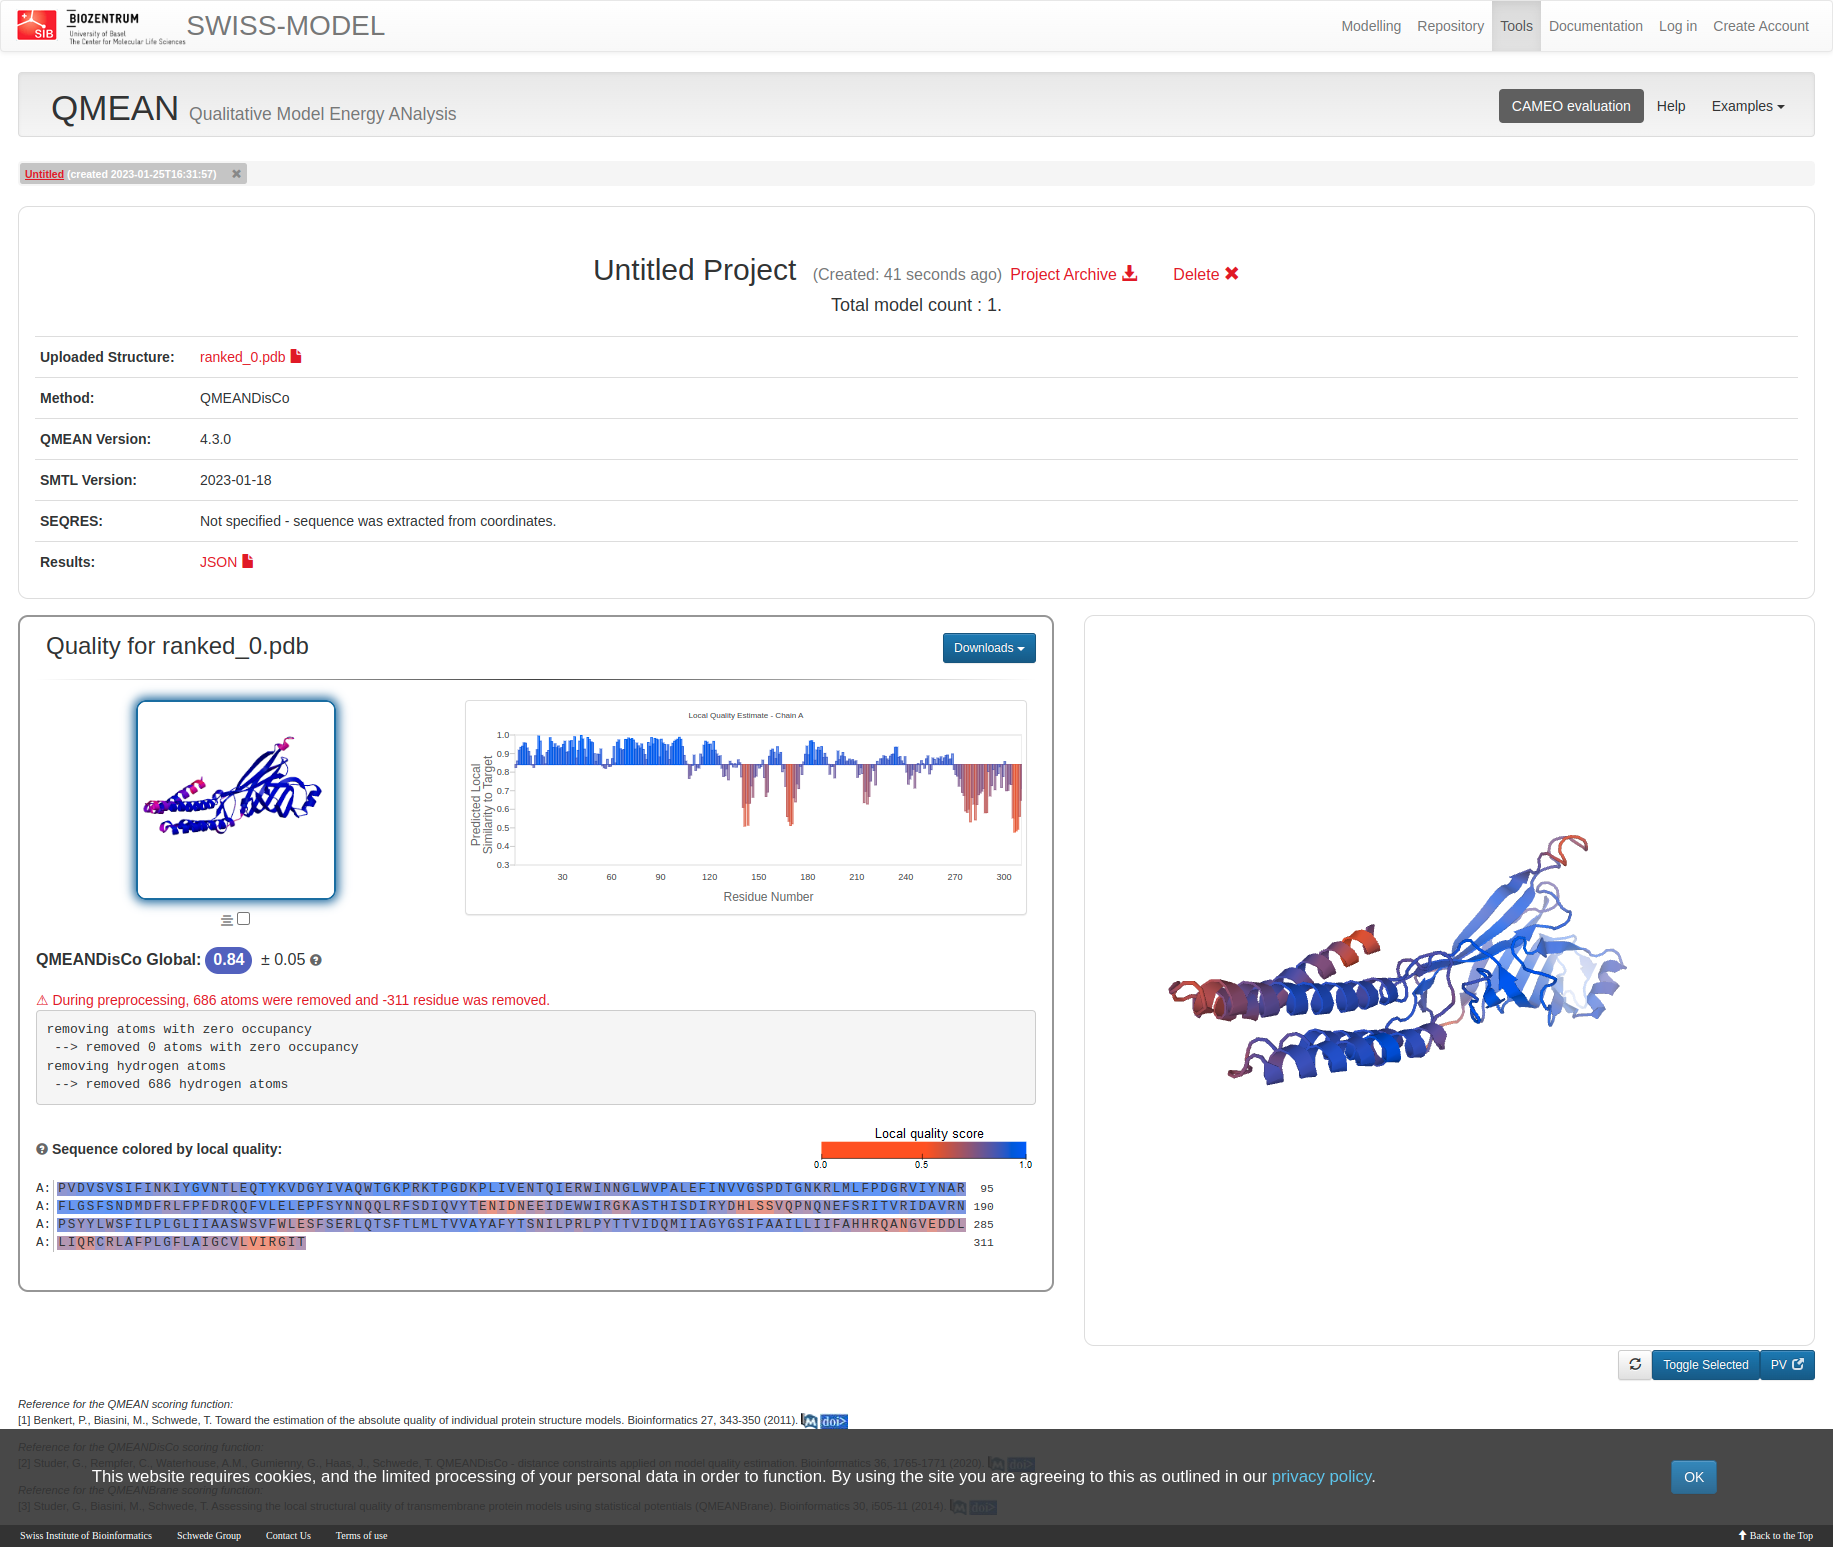 SIB
BIOZENTRUM
University of Basel
The Center for Molecular Life Sciences
SWISS-MODEL
Modelling Repository Tools Documentation Log in Create Account
QMEAN Qualitative Model Energy ANalysis
CAMEO evaluation Help Examples
Untitled (created 2023-01-25T16:31:57) ✖
Untitled Project (Created: 41 seconds ago) Project Archive Delete ✖
Total model count : 1.
Uploaded Structure: ranked_0.pdb
Method: QMEANDisCo
QMEAN Version: 4.3.0
SMTL Version: 2023-01-18
SEQRES: Not specified - sequence was extracted from coordinates.
Results: JSON
Quality for ranked_0.pdb
Downloads
Local Quality Estimate - Chain A
Predicted Local
Similarity to Target
1.0
0.9
0.8
0.7
0.6
0.5
0.4
0.3
30 60 90 120 150 180 210 240 270 300
Residue Number
QMEANDisCo Global: 0.84 ± 0.05
⚠ During preprocessing, 686 atoms were removed and -311 residue was removed.
removing atoms with zero occupancy
--> removed 0 atoms with zero occupancy
removing hydrogen atoms
--> removed 686 hydrogen atoms
Sequence colored by local quality:
Local quality score
0.0 0.5 1.0
A: PVDVSVSIFINKIYGVNTLEQTYKVDGYIVAQWTGKPRKTPGDKPLIVENTQIERWINNGLWVPALEFINVVGSPDTGNKRLMLFPDGRVIYNAR 95
A: FLGSFSNDMDFRLFPFDRQQFVLELEPFSYNNQQLRFSDIQVYTENIDNEEIDEWWIRGKASTHISDIRYDHLSSVQPNQNEFSRITVRIDAVRN 190
A: PSYYLWSFILPLGLIIAASWSVFWLESFSERLQTSFTLMLTVVAYAFYTSNILPRLPYTTVIDQMIIAGYGSIFAAILLIIFAHHRQANGVEDDL 285
A: LIQRCRLAFPLGFLAIGCVLVIRGIT 311
Toggle Selected PV
Reference for the QMEAN scoring function:
[1] Benkert, P., Biasini, M., Schwede, T. Toward the estimation of the absolute quality of individual protein structure models. Bioinformatics 27, 343-350 (2011). doi>
Reference for the QMEANDisCo scoring function:
[2] Studer, G., Rempfer, C., Waterhouse, A.M., Gumienny, G., Haas, J., Schwede, T. QMEANDisCo - distance constraints applied on model quality estimation. Bioinformatics 36, 1765-1771 (2020). doi>
This website requires cookies, and the limited processing of your personal data in order to function. By using the site you are agreeing to this as outlined in our privacy policy.
OK
Reference for the QMEANBrane scoring function:
[3] Studer, G., Biasini, M., Schwede, T. Assessing the local structural quality of transmembrane protein models using statistical potentials (QMEANBrane). Bioinformatics 30, i505-11 (2014). doi>
Swiss Institute of Bioinformatics Schwede Group Contact Us Terms of use Back to the Top